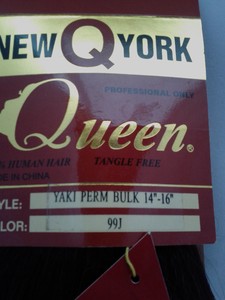 NEW Q YORK
PROFESSIONAL ONLY
Queen®
% HUMAN HAIR TANGLE FREE
E IN CHINA
YLE: YAKI PERM BULK 14"-16"
LOR: 99J